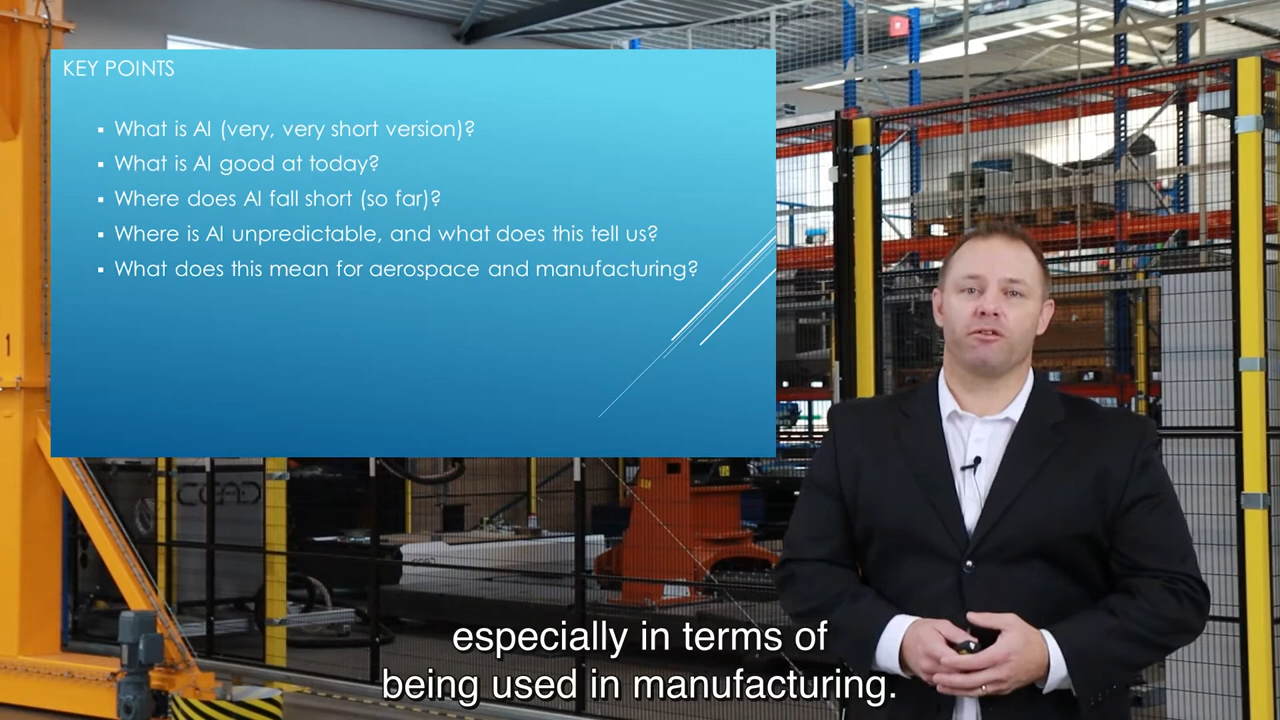 KEY POINTS
▪ What is AI (very, very short version)?
▪ What is AI good at today?
▪ Where does AI fall short (so far)?
▪ Where is AI unpredictable, and what does this tell us?
▪ What does this mean for aerospace and manufacturing?
especially in terms of
being used in manufacturing.